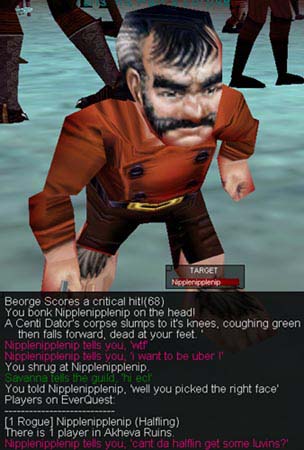 TARGET
Nipplenipplenip
Beorge Scores a critical hit!(68)
You bonk Nipplenipplenip on the head!
A Centi Dator's corpse slumps to it's knees, coughing green
then falls forward, dead at your feet. '
Nipplenipplenip tells you, 'wtf'
Nipplenipplenip tells you, 'i want to be uber !'
You shrug at Nipplenipplenip.
Savanna tells the guild, 'hi eci'
You told Nipplenipplenip, 'well you picked the right face'
Players on EverQuest:
---------------------------
[1 Rogue] Nipplenipplenip (Halfling)
There is 1 player in Akheva Ruins
Nipplenipplenip tells you, 'cant da halflin get some luvins?'